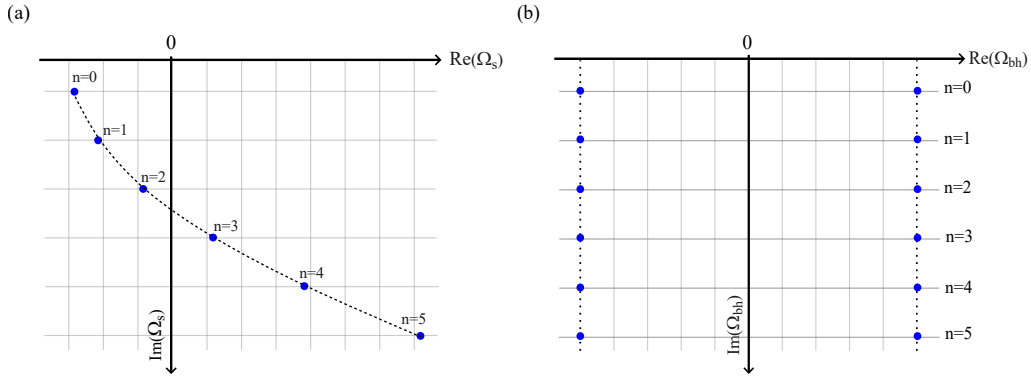 (a)
0
Re(Ωs)
n=0
n=1
n=2
n=3
n=4
n=5
Im(Ωs)
(b)
0
Re(Ωbh)
n=0
n=1
n=2
n=3
n=4
n=5
Im(Ωbh)